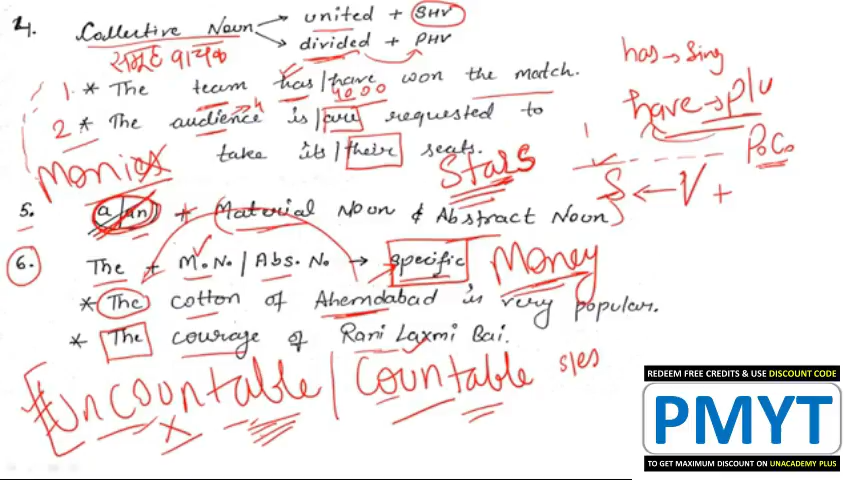 united + SHV
4. Collective Noun
divided + PHV
समूह वाचक
has → Sing
1. * The team has/have won the match.
have → plu
2 * The audience is/are requested to
take its/their seats.
PoCo
Stars
S ← V +
5. a/an + Material Noun & Abstract Noun
6. The + M.N./Abs. N. → specific
Money
* The cotton of Ahemdabad is very popular.
* The courage of Rani Laxmi Bai.
#Uncountable / Countable s/es
x
REDEEM FREE CREDITS & USE DISCOUNT CODE
PMYT
TO GET MAXIMUM DISCOUNT ON UNACADEMY PLUS